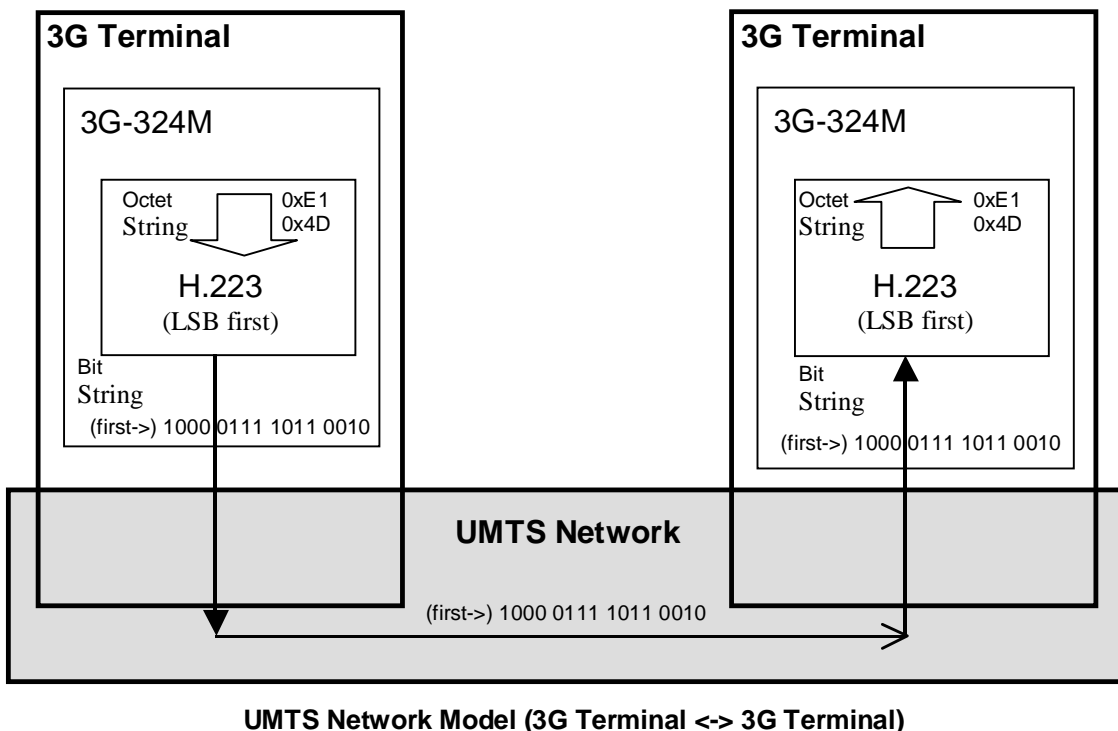 3G Terminal
3G-324M
Octet
String
0xE1
0x4D
H.223
(LSB first)
Bit
String
(first->) 1000 0111 1011 0010
3G Terminal
3G-324M
Octet
String
0xE1
0x4D
H.223
(LSB first)
Bit
String
(first->) 1000 0111 1011 0010
UMTS Network
(first->) 1000 0111 1011 0010
UMTS Network Model (3G Terminal <-> 3G Terminal)